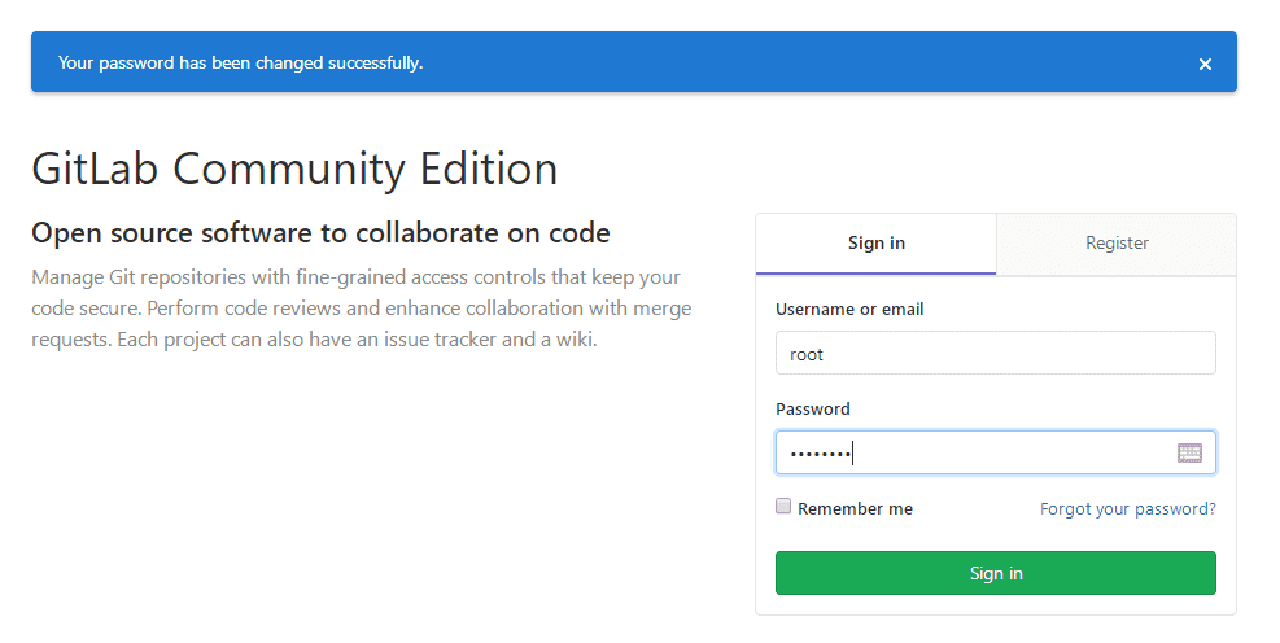 Your password has been changed successfully.
GitLab Community Edition
Open source software to collaborate on code
Manage Git repositories with fine-grained access controls that keep your
code secure. Perform code reviews and enhance collaboration with merge
requests. Each project can also have an issue tracker and a wiki.
Sign in
Register
Username or email
root
Password
••••••••
Remember me
Forgot your password?
Sign in